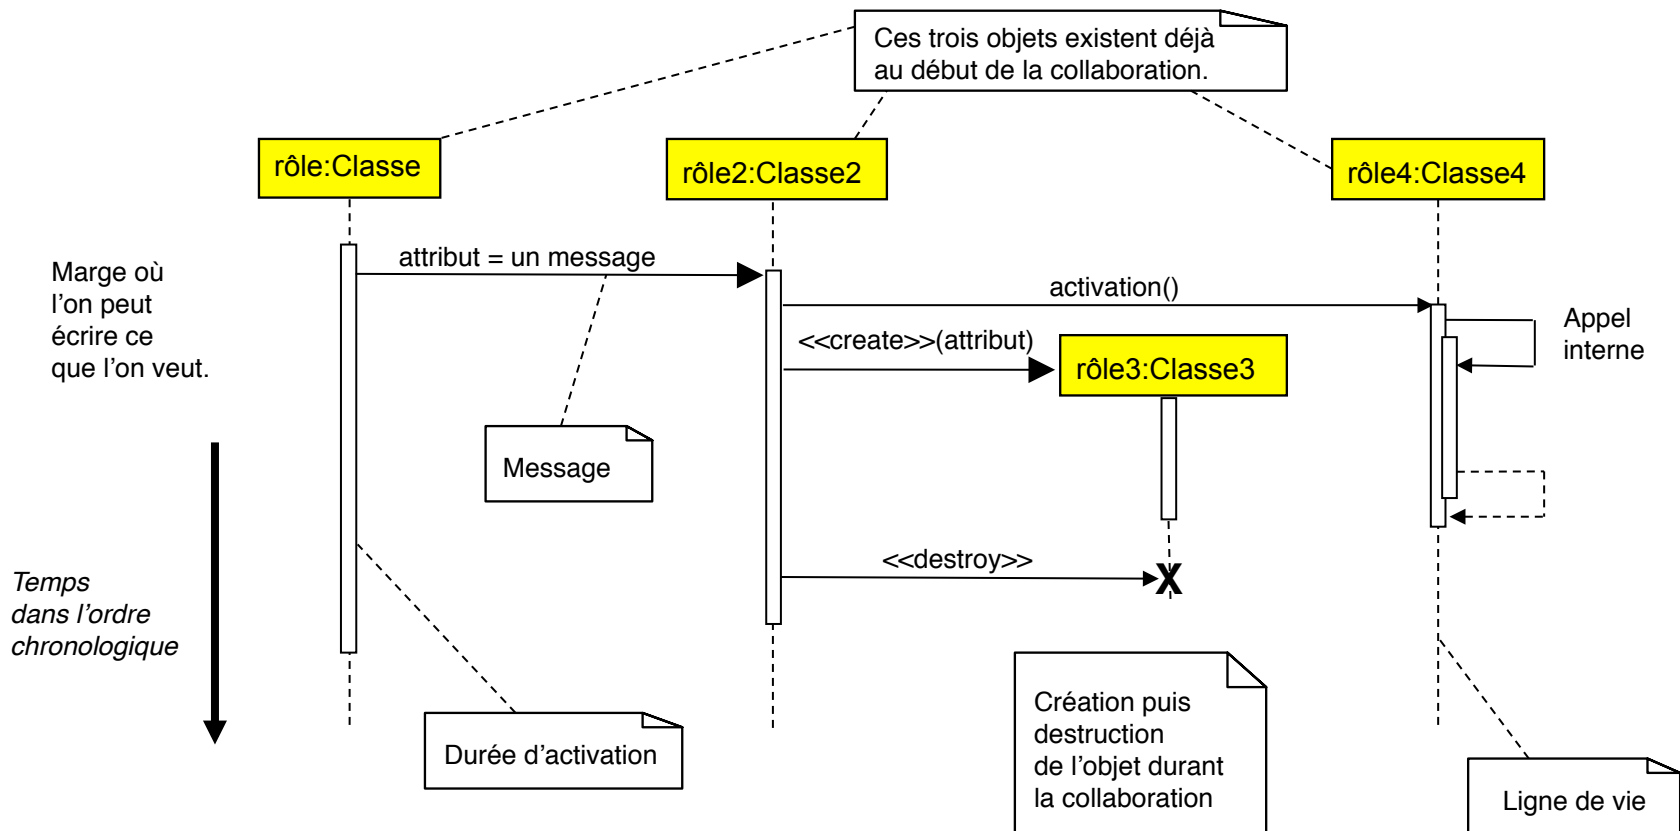 Ces trois objets existent déjà
au début de la collaboration.
rôle:Classe
rôle2:Classe2
rôle4:Classe4
attribut = un message
Marge où
l'on peut
écrire ce
que l'on veut.
activation()
<<create>>(attribut)
rôle3:Classe3
Appel
interne
Message
<<destroy>>
X
Temps
dans l'ordre
chronologique
Durée d'activation
Création puis
destruction
de l'objet durant
la collaboration
Ligne de vie